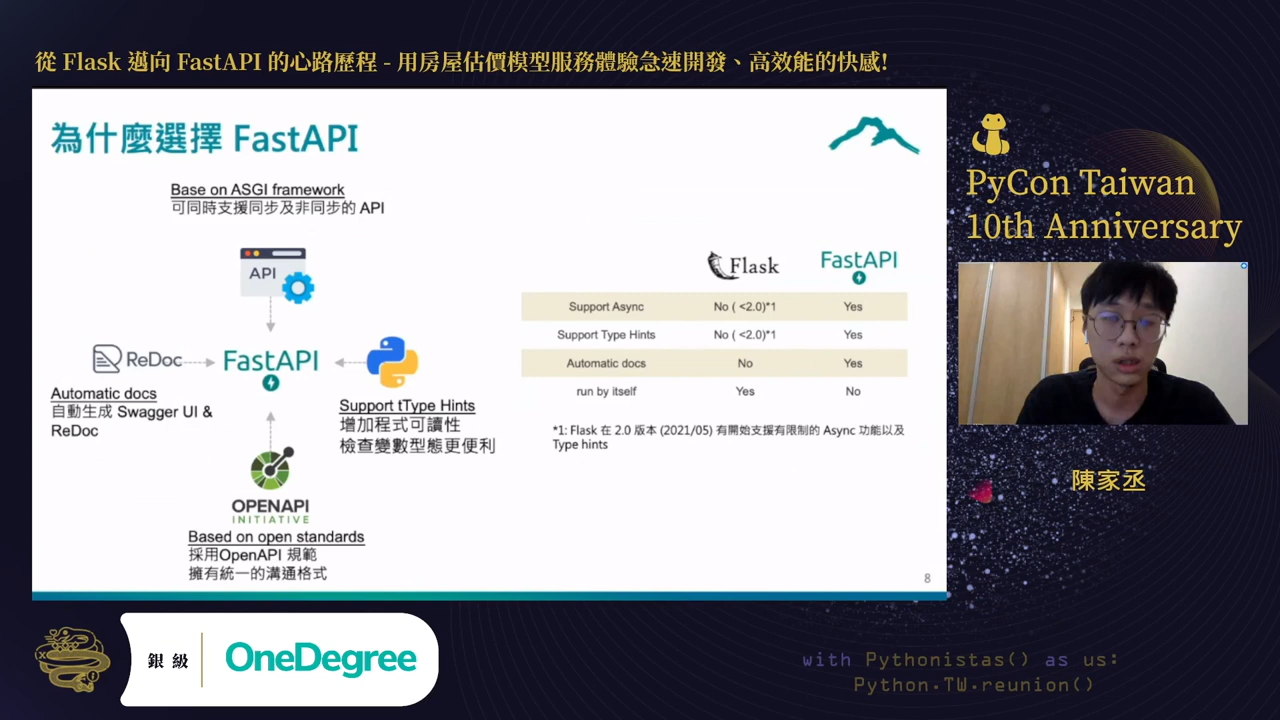 從 Flask 邁向 FastAPI 的心路歷程 - 用房屋估價模型服務體驗急速開發、高效能的快感!
為什麼選擇 FastAPI
Base on ASGI framework
可同時支援同步及非同步的 API
API
ReDoc
FastAPI
Automatic docs
自動生成 Swagger UI &
ReDoc
Support tType Hints
增加程式可讀性
檢查變數型態更便利
OPENAPI
INITIATIVE
Based on open standards
採用OpenAPI 規範
擁有統一的溝通格式
Flask FastAPI
Support Async No ( <2.0)*1 Yes
Support Type Hints No ( <2.0)*1 Yes
Automatic docs No Yes
run by itself Yes No
*1: Flask 在 2.0 版本 (2021/05) 有開始支援有限制的 Async 功能以及
Type hints
8
PyCon Taiwan
10th Anniversary
陳家丞
銀級
OneDegree
with Pythonistas() as us:
Python.TW.reunion()